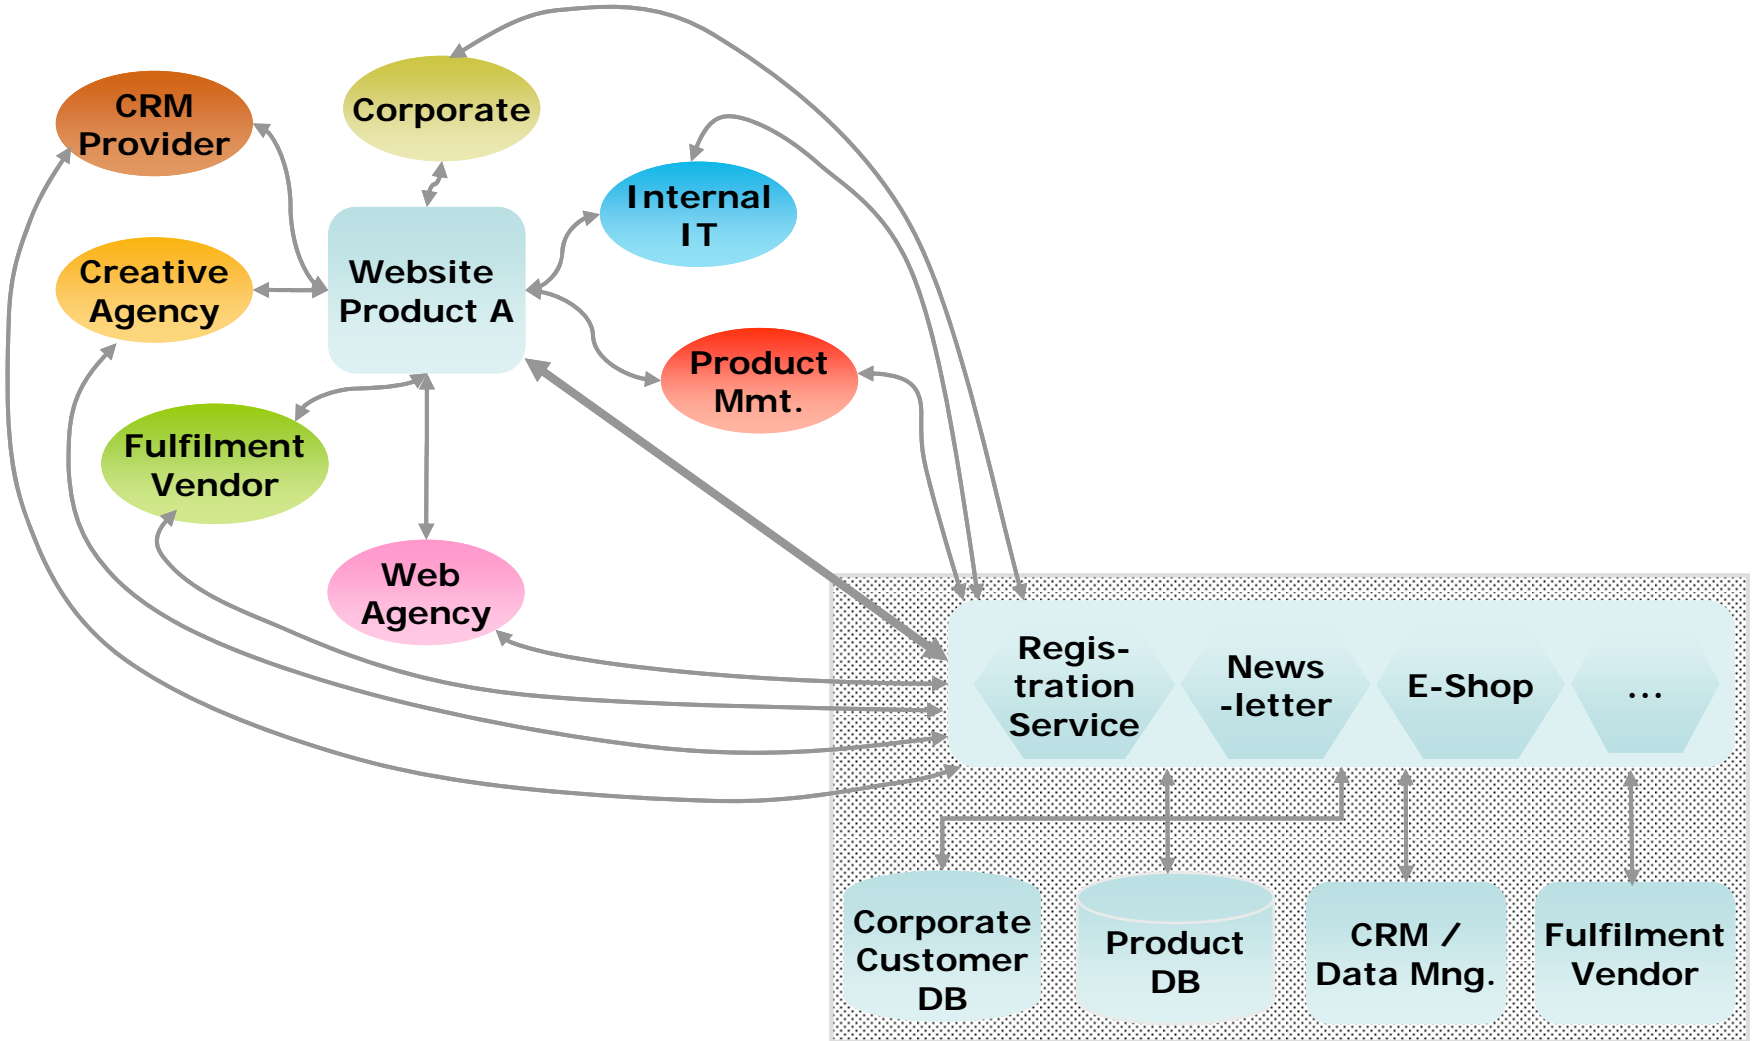 CRM
Provider
Corporate
Internal
IT
Creative
Agency
Website
Product A
Product
Mmt.
Fulfilment
Vendor
Web
Agency
Regis-
tration
Service
News
-letter
E-Shop
...
Corporate
Customer
DB
Product
DB
CRM /
Data Mng.
Fulfilment
Vendor